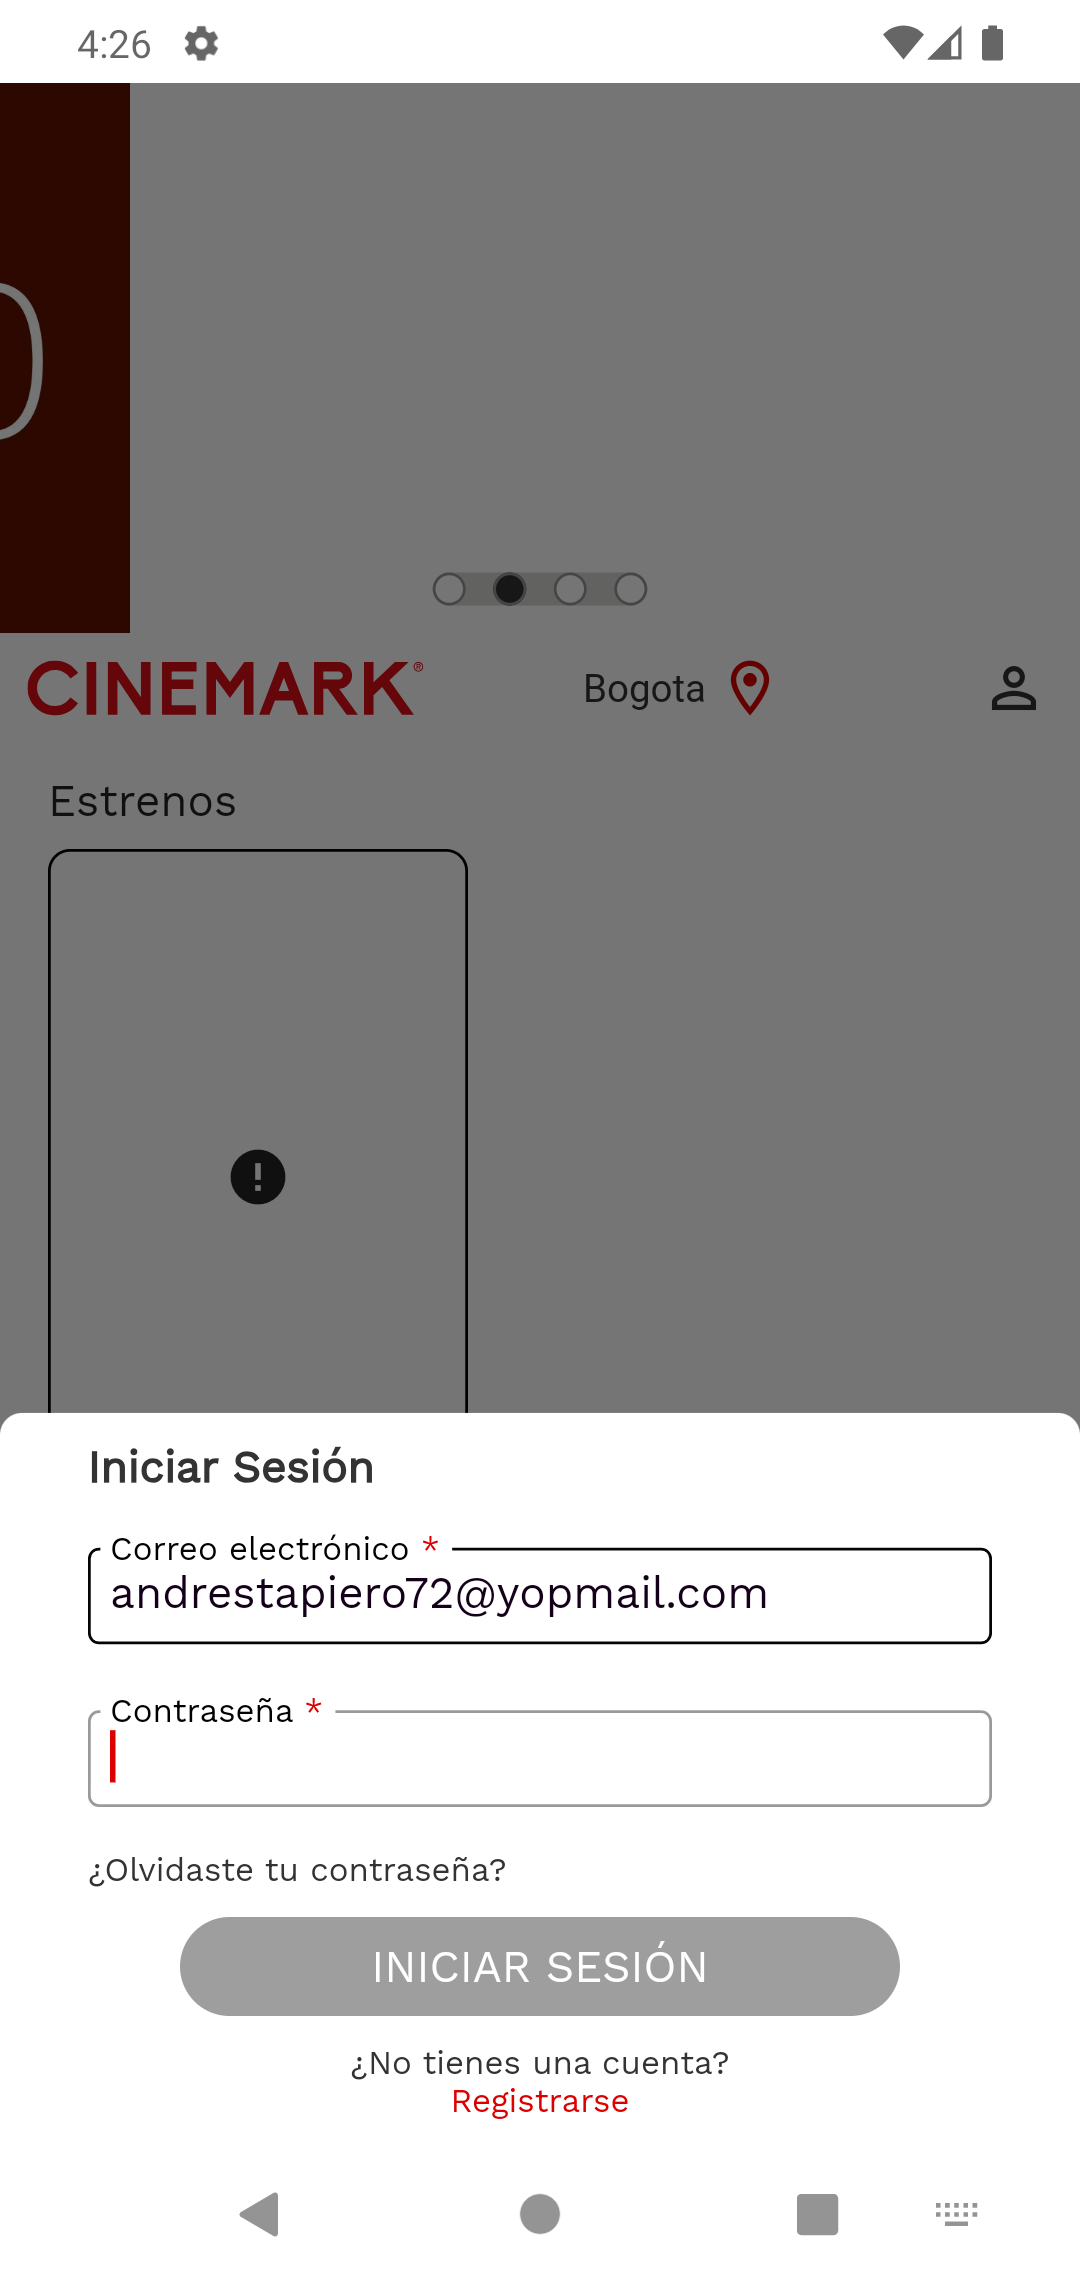 4:26
CINEMARK®
Bogota
Estrenos
Iniciar Sesión
Correo electrónico *
andrestapiero72@yopmail.com
Contraseña *
¿Olvidaste tu contraseña?
INICIAR SESIÓN
¿No tienes una cuenta?
Registrarse